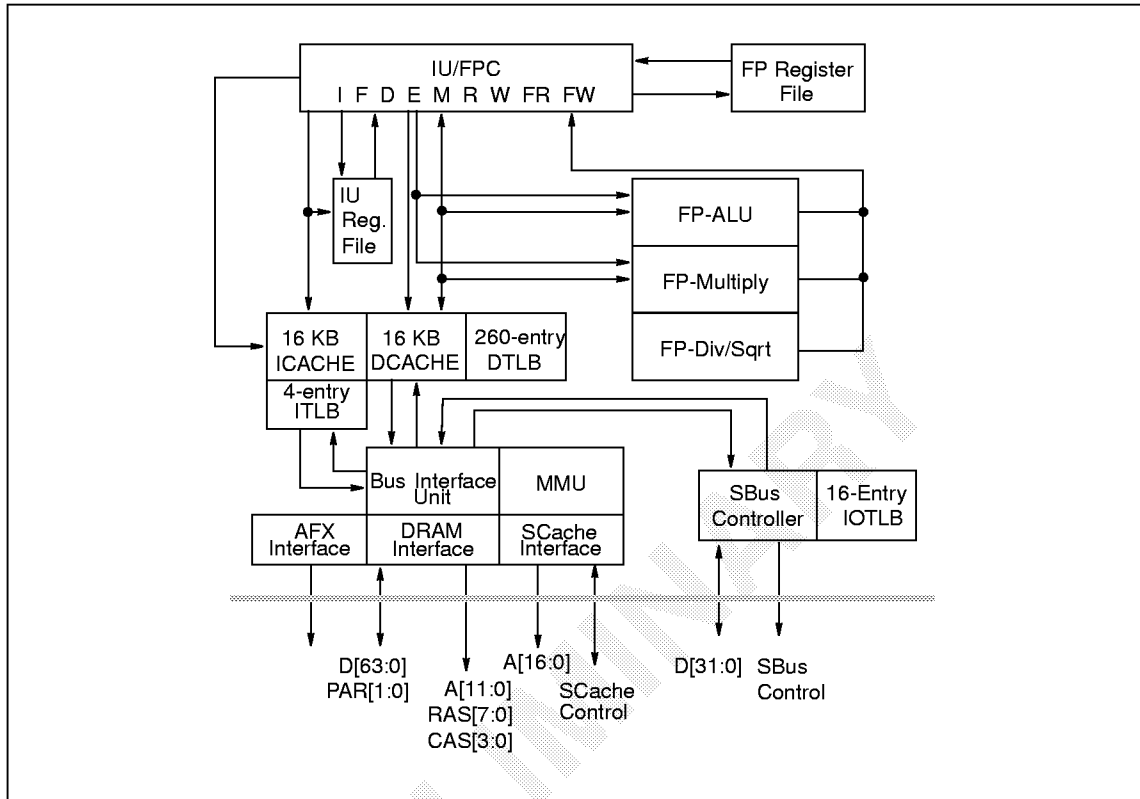 IU/FPC
I F D E M R W FR FW
FP Register
File
IU
Reg.
File
FP-ALU
FP-Multiply
FP-Div/Sqrt
16 KB
ICACHE
16 KB
DCACHE
260-entry
DTLB
4-entry
ITLB
Bus Interface
Unit
MMU
SBus
Controller
16-Entry
IOTLB
AFX
Interface
DRAM
Interface
SCache
Interface
D[63:0]
PAR[1:0]
A[11:0]
RAS[7:0]
CAS[3:0]
A[16:0]
SCache
Control
D[31:0]
SBus
Control
IMINARY